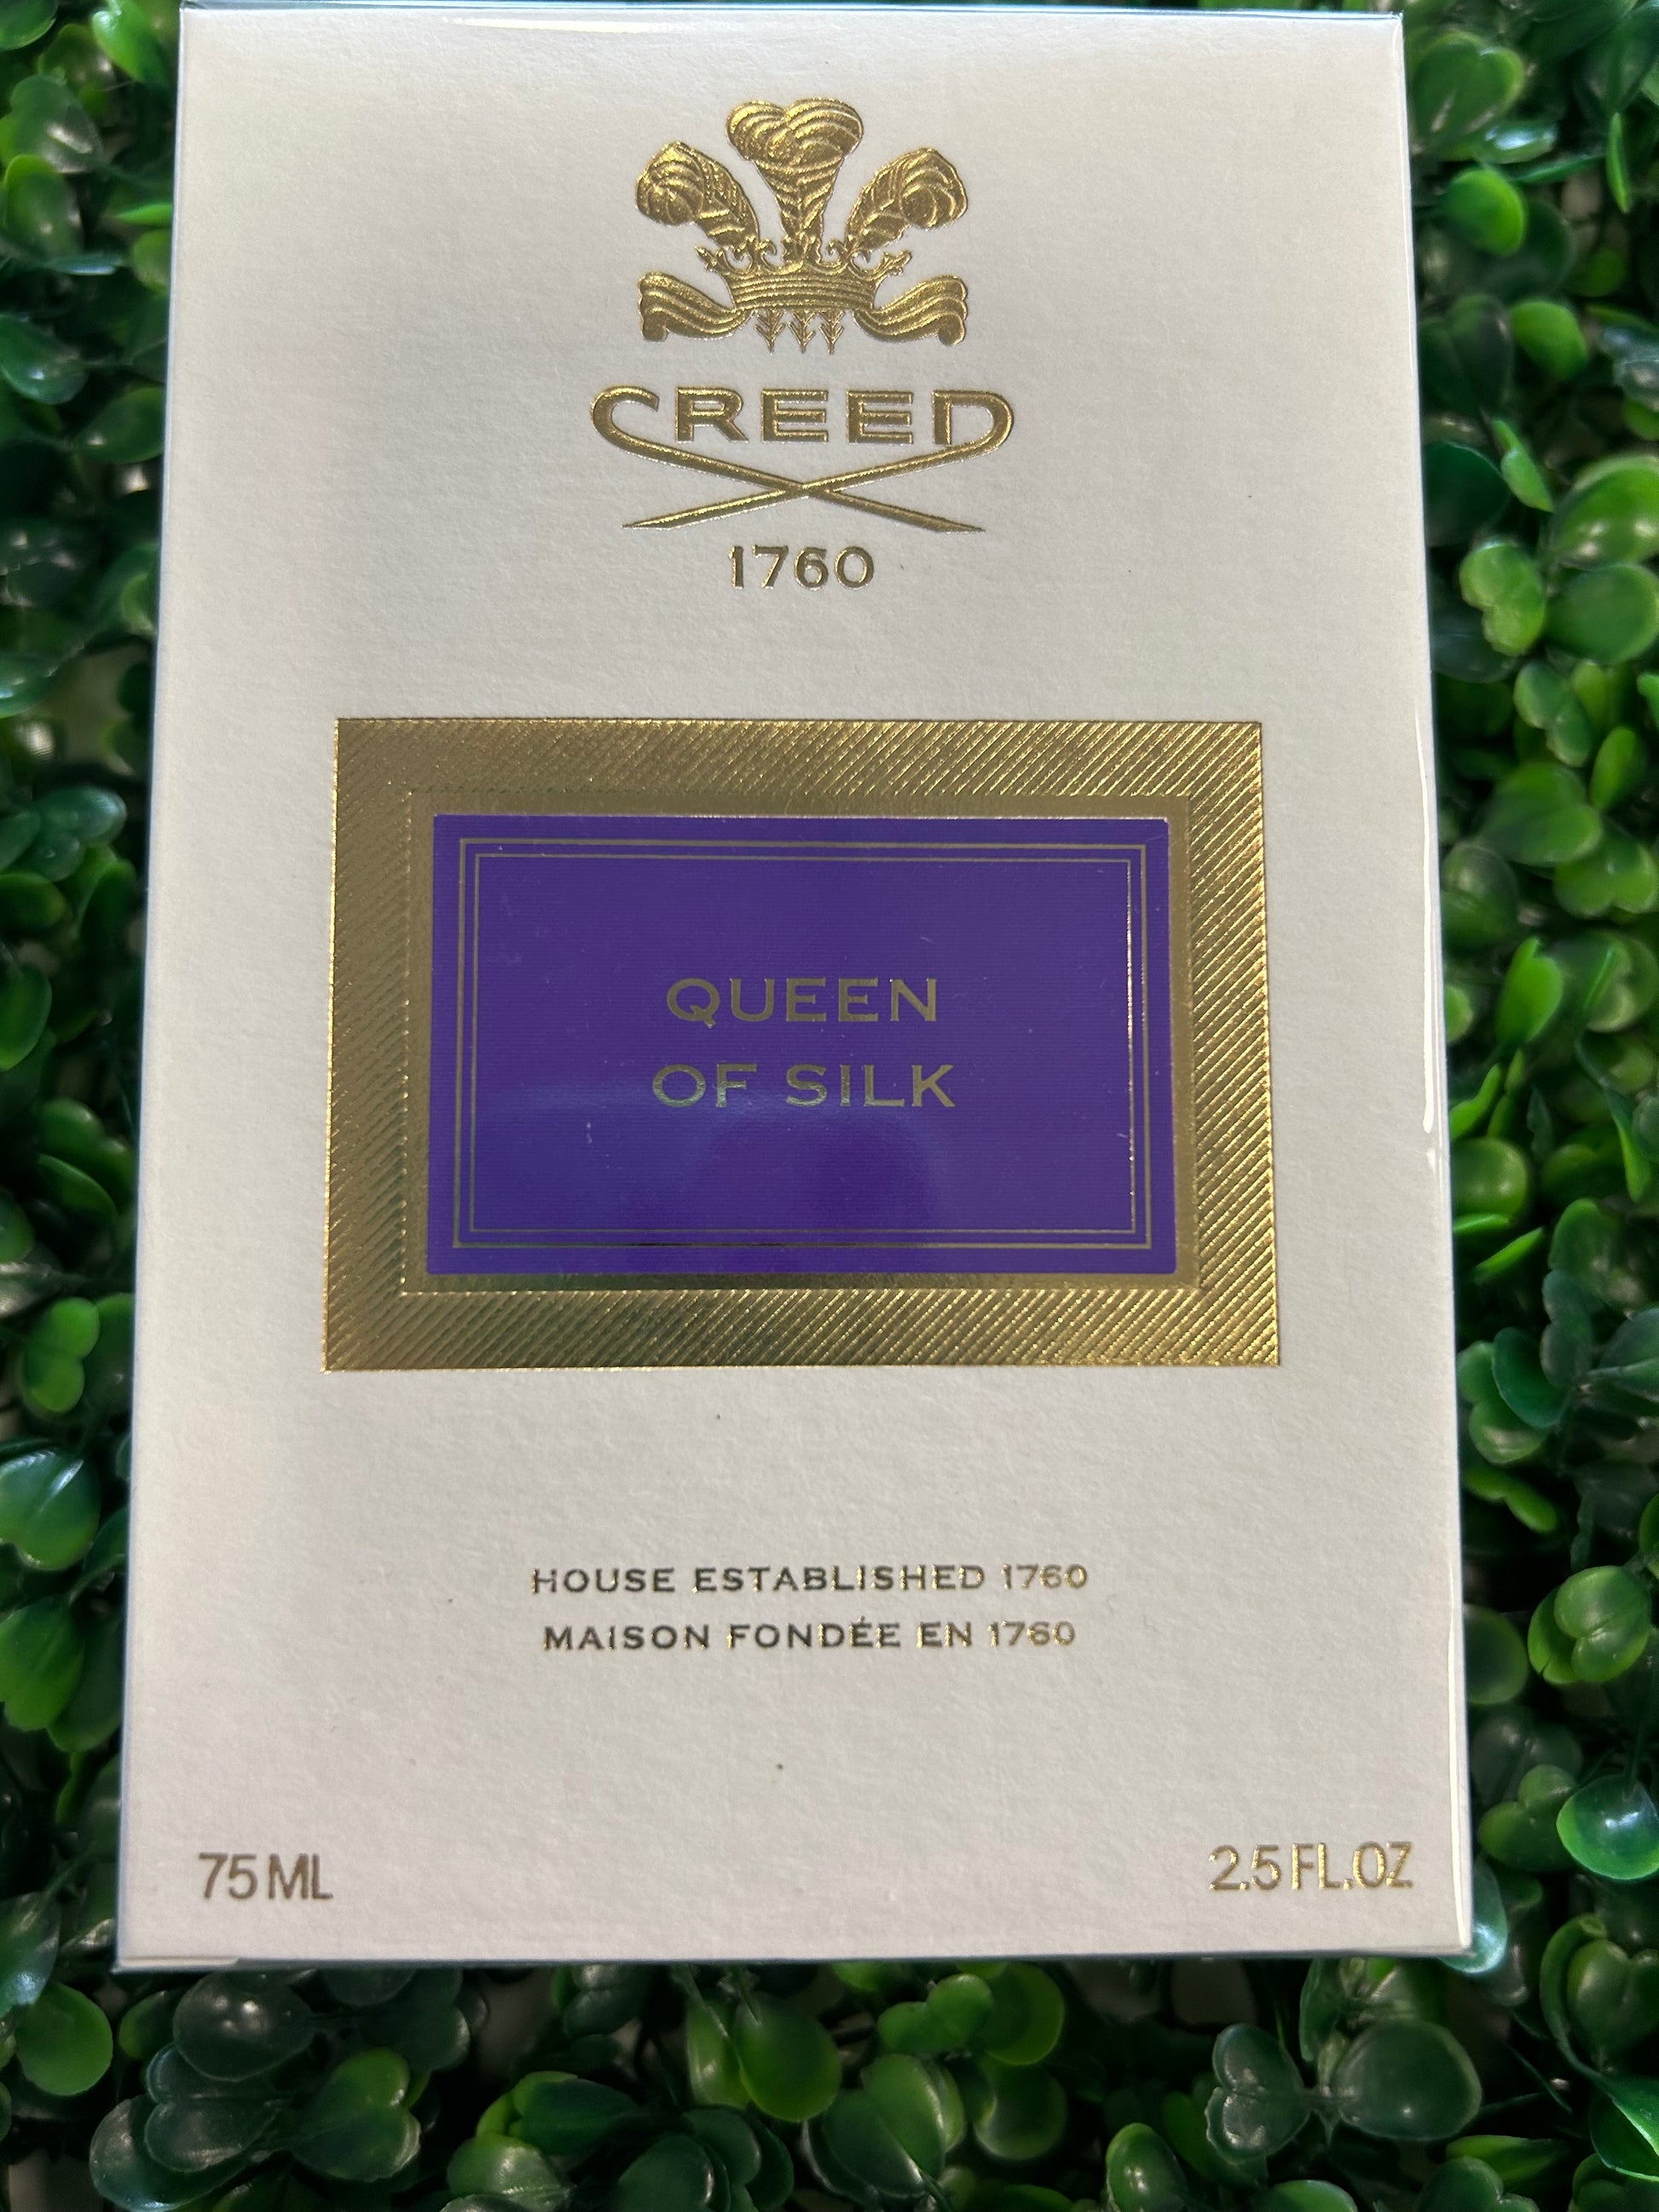 CREED
1760
QUEEN
OF SILK
HOUSE ESTABLISHED 1760
MAISON FONDÉE EN 1760
75 ML
2.5 FL.OZ.